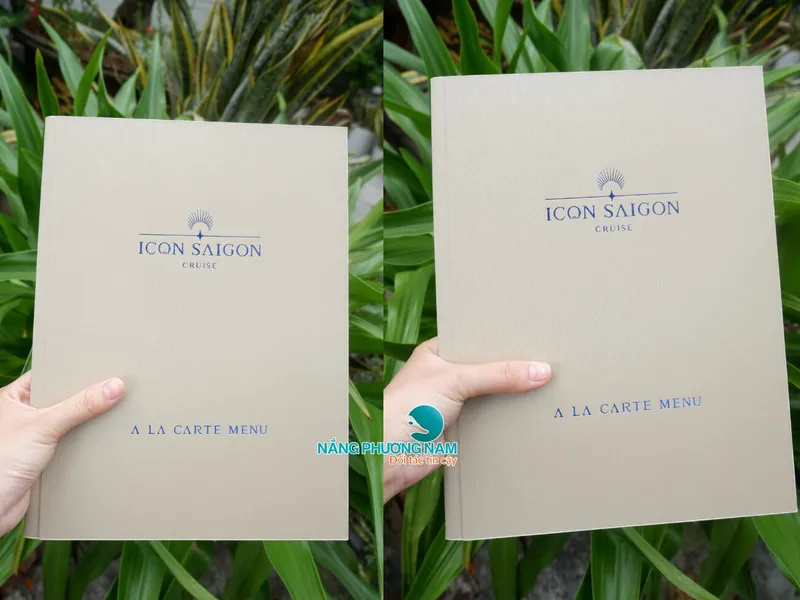 ICON SAIGON
CRUISE
A LA CARTE MENU
ICON SAIGON
CRUISE
A LA CARTE MENU
NẮNG PHƯƠNG NAM
Đối tác tin cậy